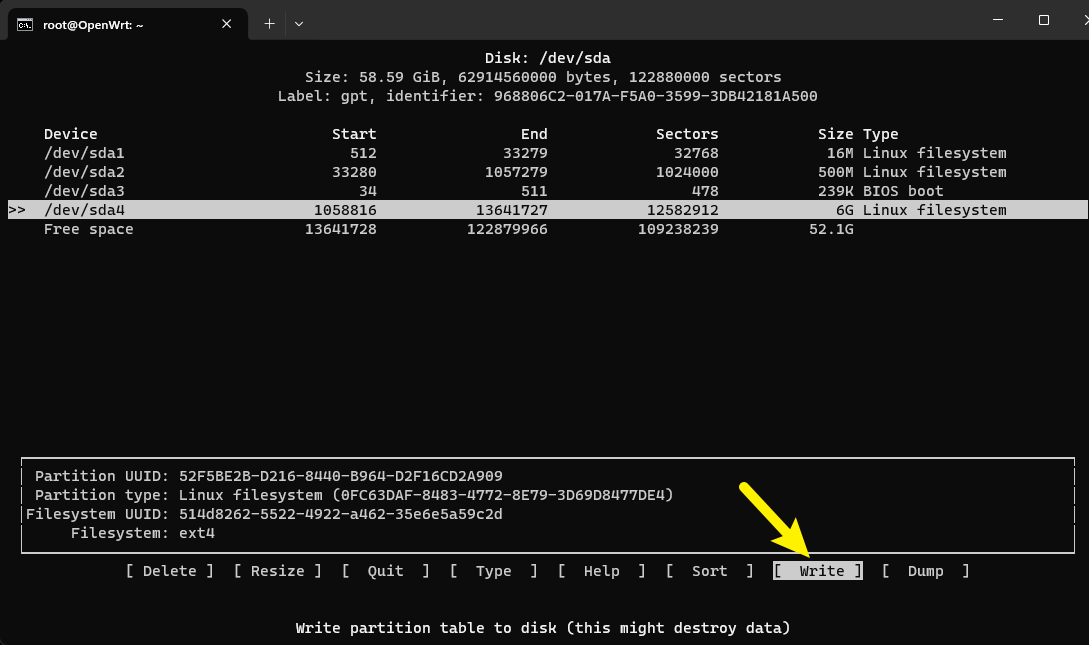 root@OpenWrt: ~
Disk: /dev/sda
Size: 58.59 GiB, 62914560000 bytes, 122880000 sectors
Label: gpt, identifier: 968806C2-017A-F5A0-3599-3DB42181A500
Device Start End Sectors Size Type
/dev/sda1 512 33279 32768 16M Linux filesystem
/dev/sda2 33280 1057279 1024000 500M Linux filesystem
/dev/sda3 34 511 478 239K BIOS boot
>> /dev/sda4 1058816 13641727 12582912 6G Linux filesystem
Free space 13641728 122879966 109238239 52.1G
Partition UUID: 52F5BE2B-D216-8440-B964-D2F16CD2A909
Partition type: Linux filesystem (0FC63DAF-8483-4772-8E79-3D69D8477DE4)
Filesystem UUID: 514d8262-5522-4922-a462-35e6e5a59c2d
Filesystem: ext4
[ Delete ] [ Resize ] [ Quit ] [ Type ] [ Help ] [ Sort ] [ Write ] [ Dump ]
Write partition table to disk (this might destroy data)